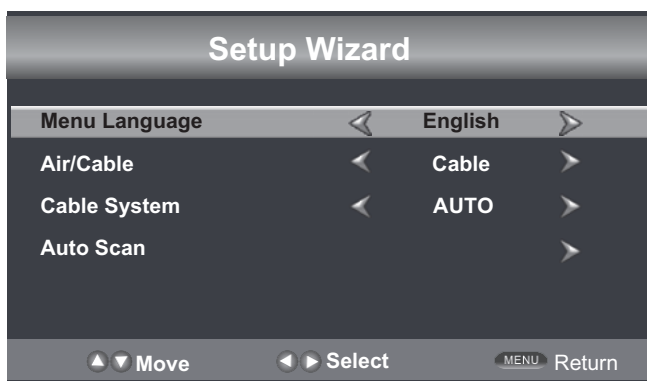 Setup Wizard
Menu Language English
Air/Cable Cable
Cable System AUTO
Auto Scan
Move Select MENU Return